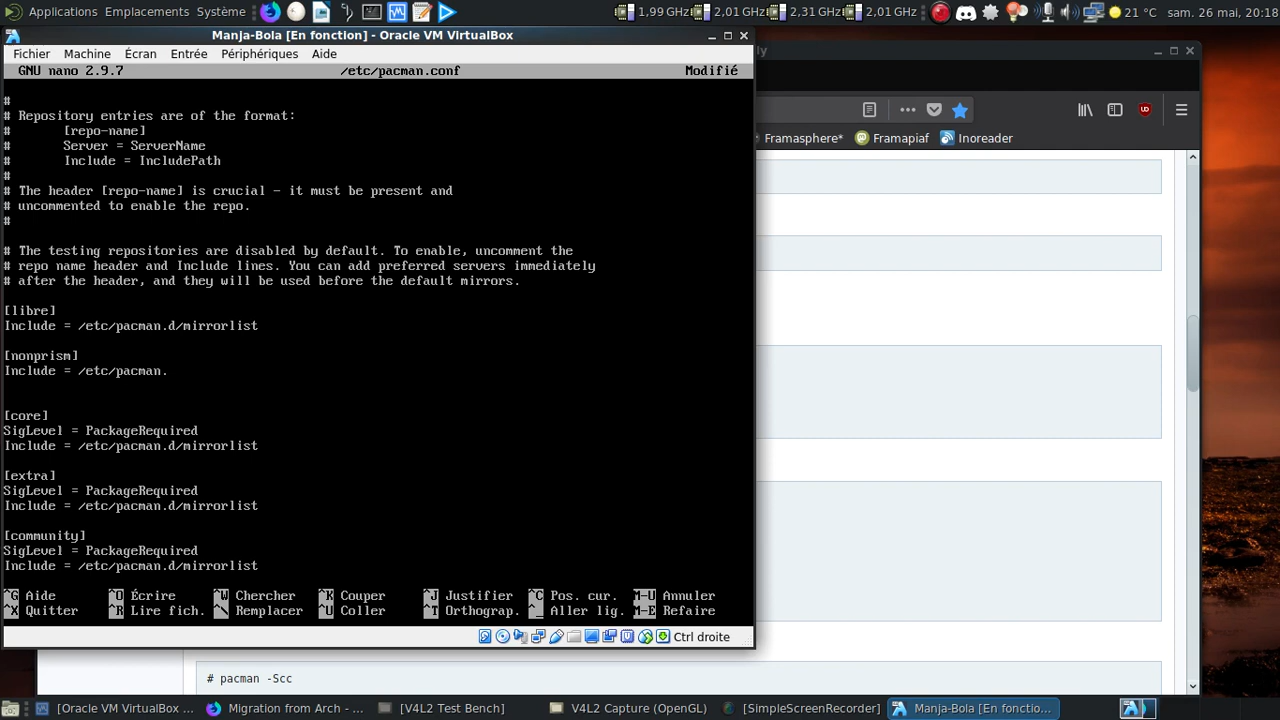 Applications Emplacements Système 1,99 GHz 2,01 GHz 2,31 GHz 2,01 GHz 21 °C sam. 26 mai, 20:18
Manja-Bola [En fonction] - Oracle VM VirtualBox
Fichier Machine Écran Entrée Périphériques Aide
GNU nano 2.9.7 /etc/pacman.conf Modifié
#
# Repository entries are of the format:
# [repo-name]
# Server = ServerName
# Include = IncludePath
#
# The header [repo-name] is crucial - it must be present and
# uncommented to enable the repo.
#
# The testing repositories are disabled by default. To enable, uncomment the
# repo name header and Include lines. You can add preferred servers immediately
# after the header, and they will be used before the default mirrors.
[libre]
Include = /etc/pacman.d/mirrorlist
[nonprism]
Include = /etc/pacman.
[core]
SigLevel = PackageRequired
Include = /etc/pacman.d/mirrorlist
[extra]
SigLevel = PackageRequired
Include = /etc/pacman.d/mirrorlist
[community]
SigLevel = PackageRequired
Include = /etc/pacman.d/mirrorlist
^G Aide ^O Écrire ^W Chercher ^K Couper ^J Justifier ^C Pos. cur. M-U Annuler
^X Quitter ^R Lire fich. ^\ Remplacer ^U Coller ^T Orthograp. ^_ Aller lig. M-E Refaire
Ctrl droite
ly
Framasphere* Framapiaf Inoreader
# pacman -Scc
[Oracle VM VirtualBox ... Migration from Arch - ... [V4L2 Test Bench] V4L2 Capture (OpenGL) [SimpleScreenRecorder] Manja-Bola [En fonctio...